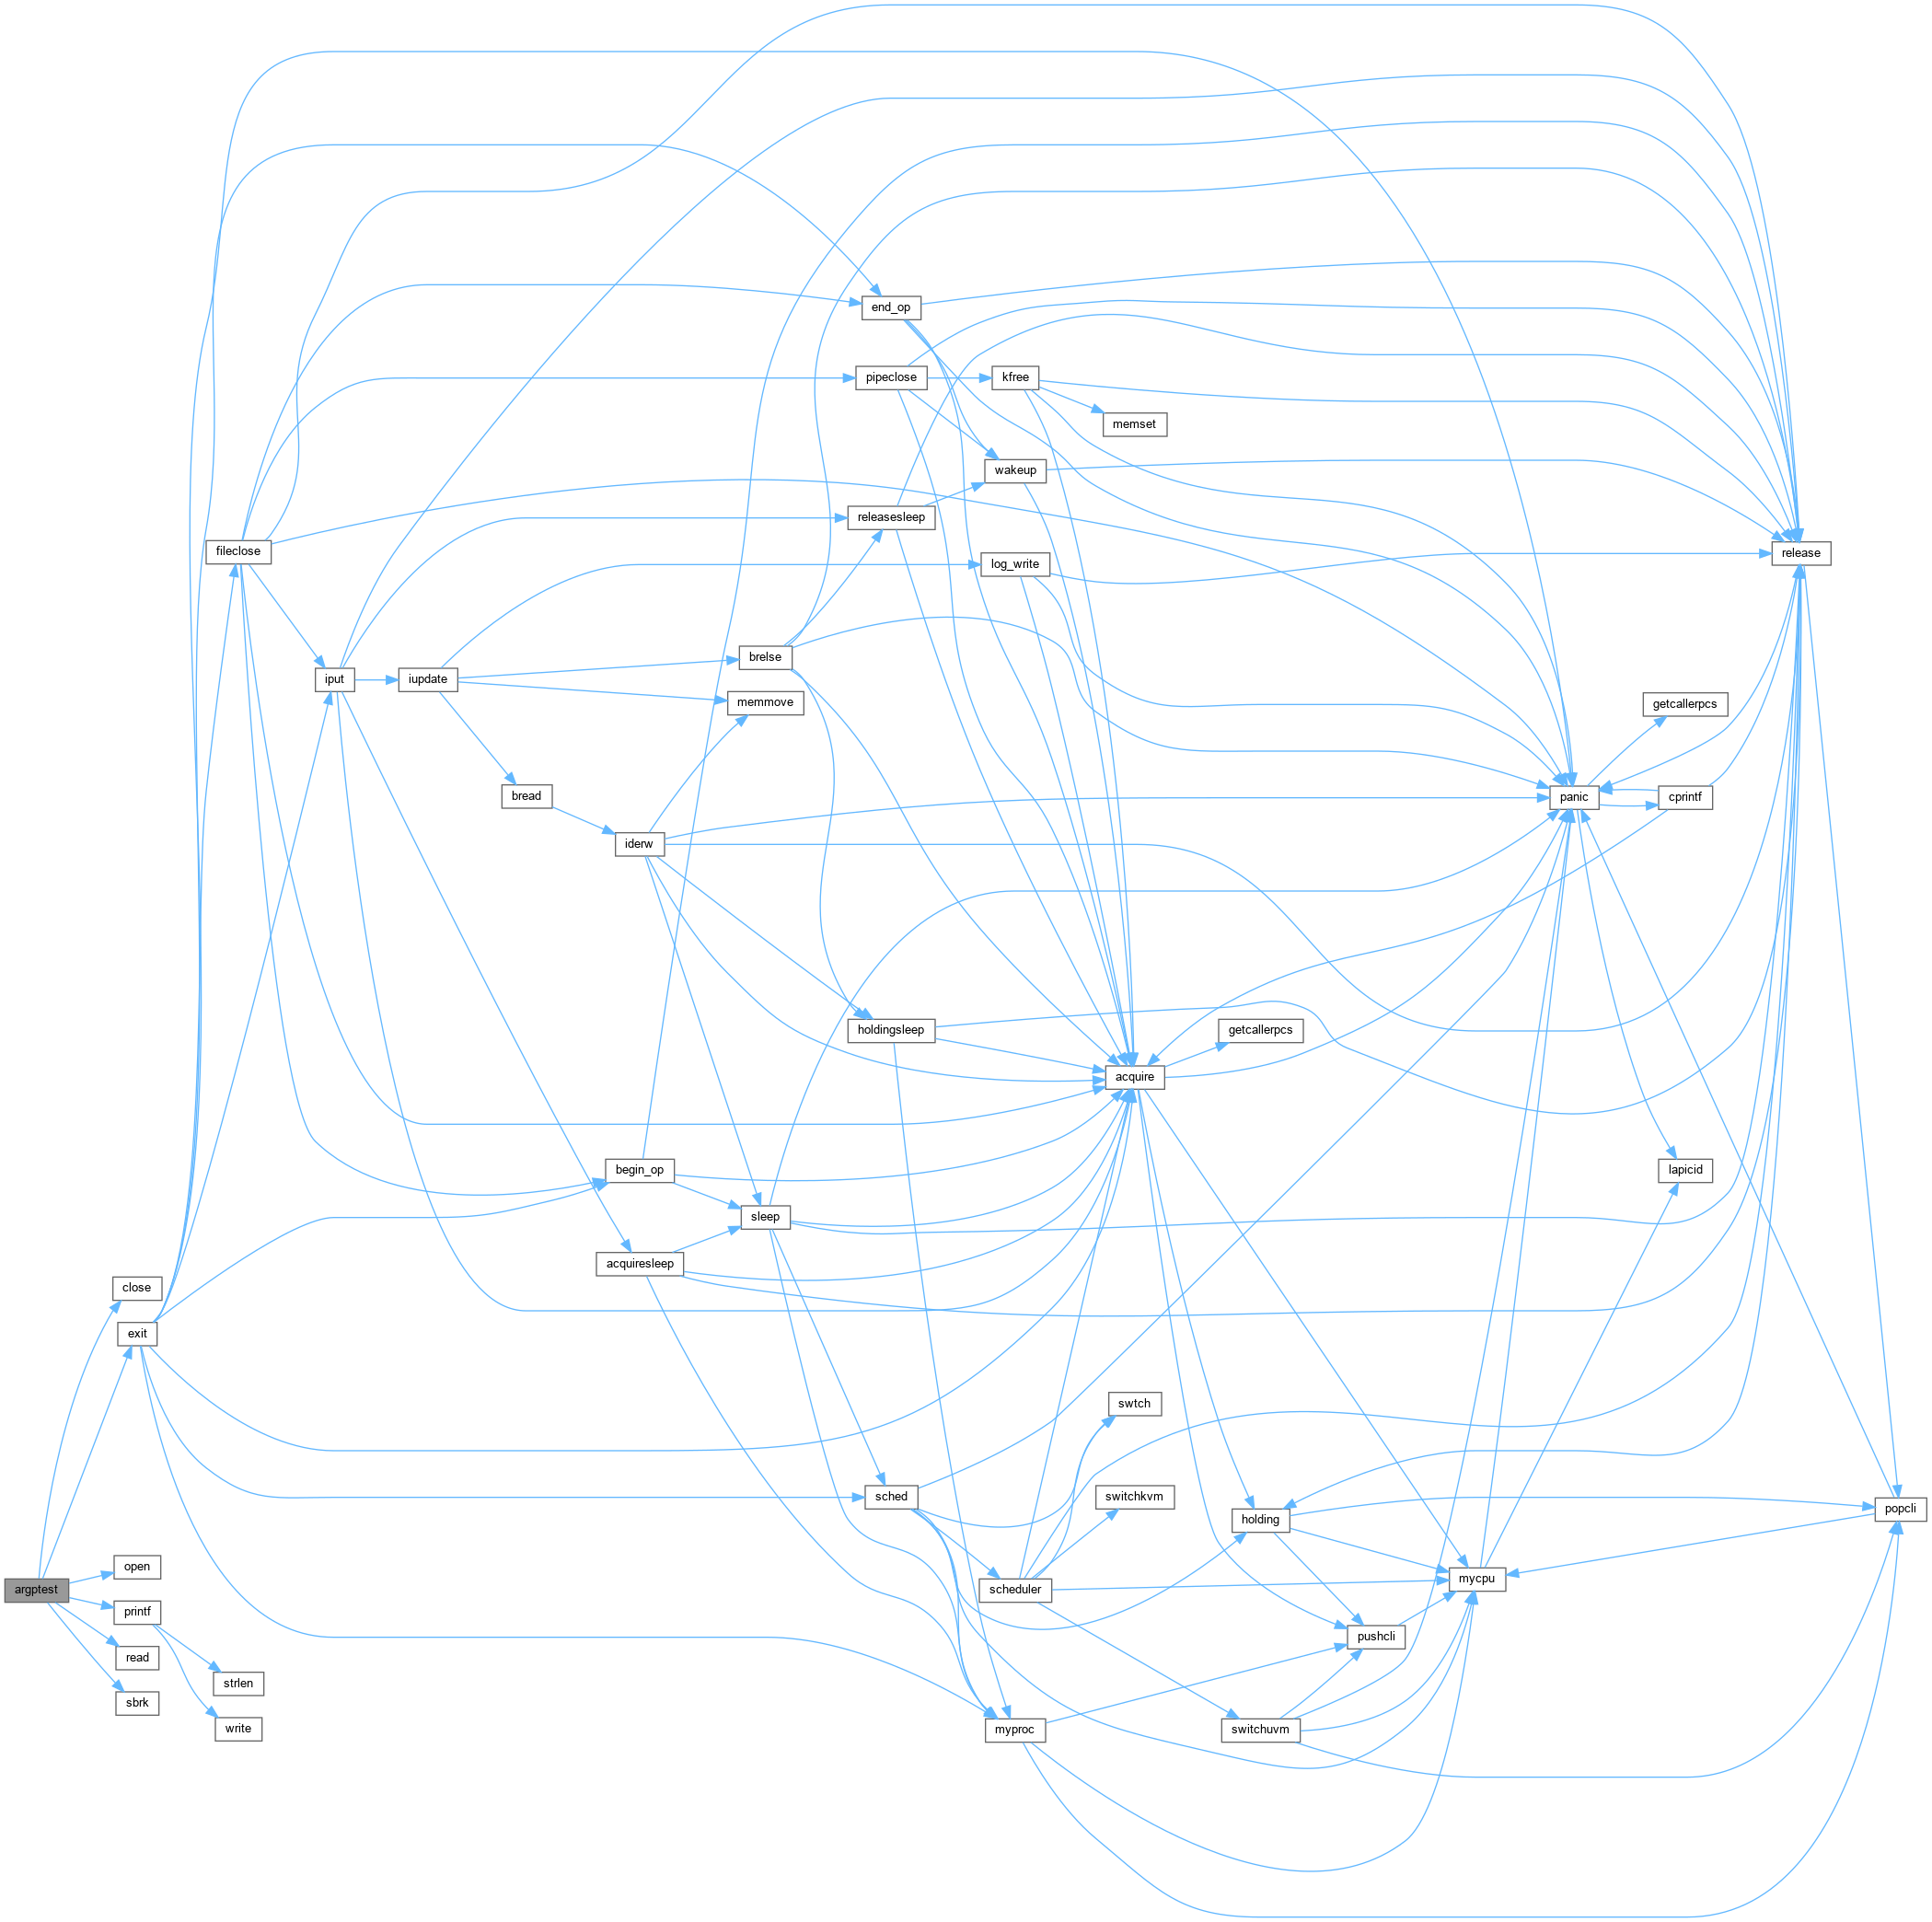 end_op
pipeclose
kfree
memset
wakeup
releasesleep
fileclose
log_write
release
brelse
iput
iupdate
memmove
getcallerpcs
bread
panic
cprintf
iderw
holdingsleep
getcallerpcs
acquire
begin_op
lapicid
sleep
acquiresleep
close
exit
swtch
sched
switchkvm
holding
popcli
open
argptest
scheduler
mycpu
printf
pushcli
read
strlen
sbrk
write
myproc
switchuvm